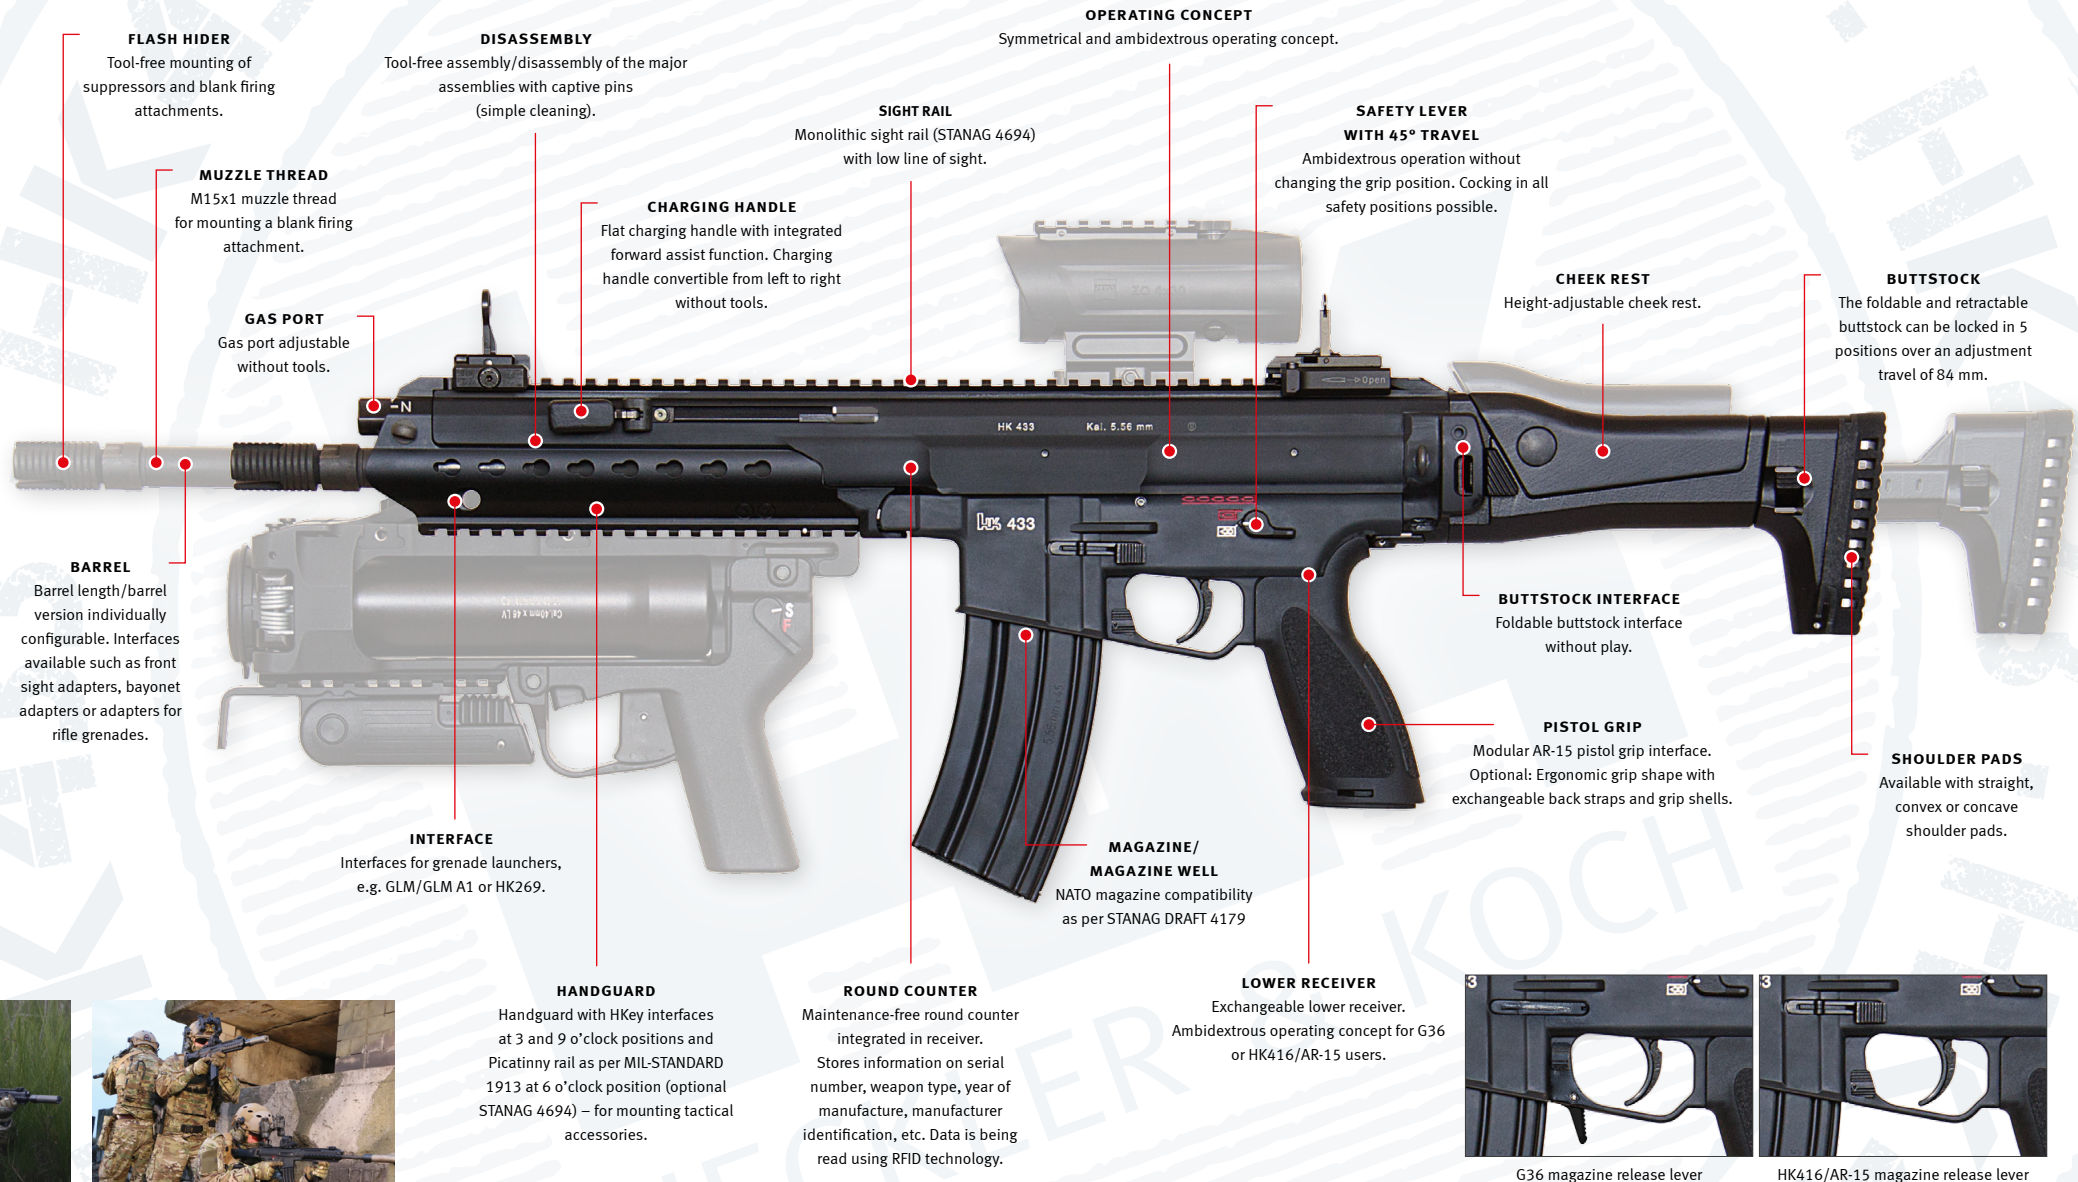 OPERATING CONCEPT
Symmetrical and ambidextrous operating concept.
FLASH HIDER
Tool-free mounting of
suppressors and blank firing
attachments.
DISASSEMBLY
Tool-free assembly/disassembly of the major
assemblies with captive pins
(simple cleaning).
SIGHT RAIL
Monolithic sight rail (STANAG 4694)
with low line of sight.
SAFETY LEVER
WITH 45° TRAVEL
Ambidextrous operation without
changing the grip position. Cocking in all
safety positions possible.
MUZZLE THREAD
M15x1 muzzle thread
for mounting a blank firing
attachment.
CHARGING HANDLE
Flat charging handle with integrated
forward assist function. Charging
handle convertible from left to right
without tools.
CHEEK REST
Height-adjustable cheek rest.
BUTTSTOCK
The foldable and retractable
buttstock can be locked in 5
positions over an adjustment
travel of 84 mm.
GAS PORT
Gas port adjustable
without tools.
Open
N
HK 433 Kal. 5.56 mm
HK 433
Cal.40mm x 46 LV
S
F
BARREL
Barrel length/barrel
version individually
configurable. Interfaces
available such as front
sight adapters, bayonet
adapters or adapters for
rifle grenades.
BUTTSTOCK INTERFACE
Foldable buttstock interface
without play.
PISTOL GRIP
Modular AR-15 pistol grip interface.
Optional: Ergonomic grip shape with
exchangeable back straps and grip shells.
SHOULDER PADS
Available with straight,
convex or concave
shoulder pads.
INTERFACE
Interfaces for grenade launchers,
e.g. GLM/GLM A1 or HK269.
MAGAZINE/
MAGAZINE WELL
NATO magazine compatibility
as per STANAG DRAFT 4179
HANDGUARD
Handguard with HKey interfaces
at 3 and 9 o'clock positions and
Picatinny rail as per MIL-STANDARD
1913 at 6 o'clock position (optional
STANAG 4694) – for mounting tactical
accessories.
ROUND COUNTER
Maintenance-free round counter
integrated in receiver.
Stores information on serial
number, weapon type, year of
manufacture, manufacturer
identification, etc. Data is being
read using RFID technology.
LOWER RECEIVER
Exchangeable lower receiver.
Ambidextrous operating concept for G36
or HK416/AR-15 users.
3
3
G36 magazine release lever
HK416/AR-15 magazine release lever
& KOCH